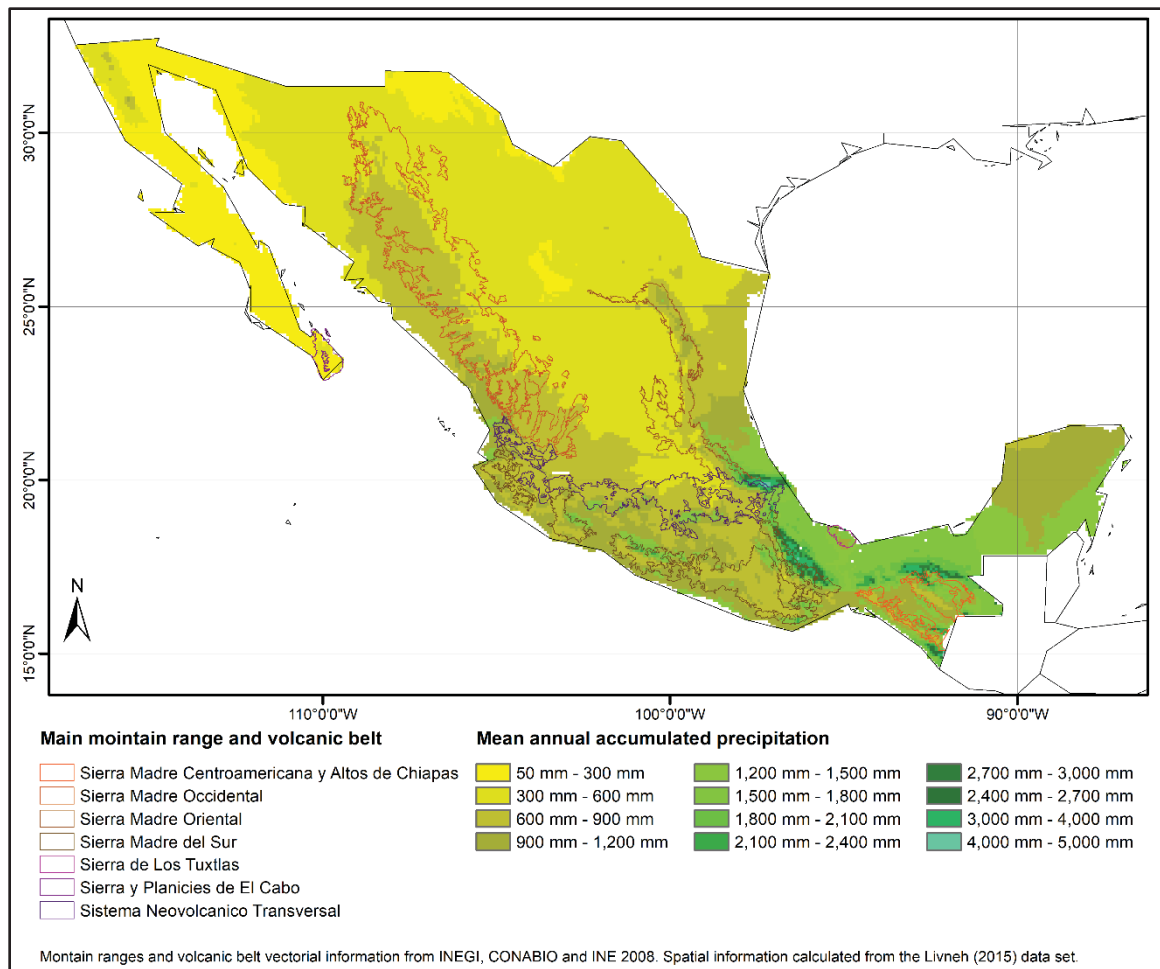 30°0'0"N
25°0'0"N
20°0'0"N
15°0'0"N
N
110°0'0"W
100°0'0"W
90°0'0"W
Main mointain range and volcanic belt
Sierra Madre Centroamericana y Altos de Chiapas
Sierra Madre Occidental
Sierra Madre Oriental
Sierra Madre del Sur
Sierra de Los Tuxtlas
Sierra y Planicies de El Cabo
Sistema Neovolcanico Transversal
Mean annual accumulated precipitation
50 mm - 300 mm
300 mm - 600 mm
600 mm - 900 mm
900 mm - 1,200 mm
1,200 mm - 1,500 mm
1,500 mm - 1,800 mm
1,800 mm - 2,100 mm
2,100 mm - 2,400 mm
2,700 mm - 3,000 mm
2,400 mm - 2,700 mm
3,000 mm - 4,000 mm
4,000 mm - 5,000 mm
Montain ranges and volcanic belt vectorial information from INEGI, CONABIO and INE 2008. Spatial information calculated from the Livneh (2015) data set.